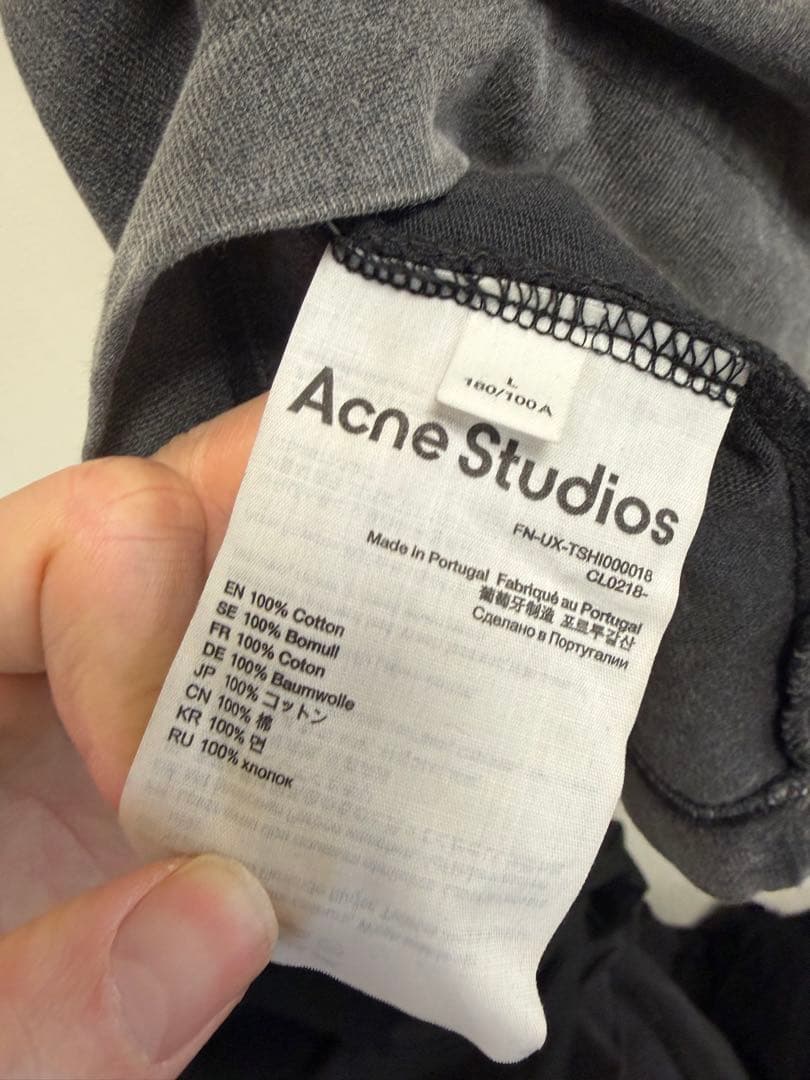 L
180/100A
Acne Studios
FN-UX-TSHI000018
CL0218-
Made in Portugal Fabriqué au Portugal
葡萄牙制造 포르투갈산
Сделано в Португалии
EN 100% Cotton
SE 100% Bomull
FR 100% Coton
DE 100% Baumwolle
JP 100% コットン
CN 100% 棉
KR 100% 면
RU 100% хлопок